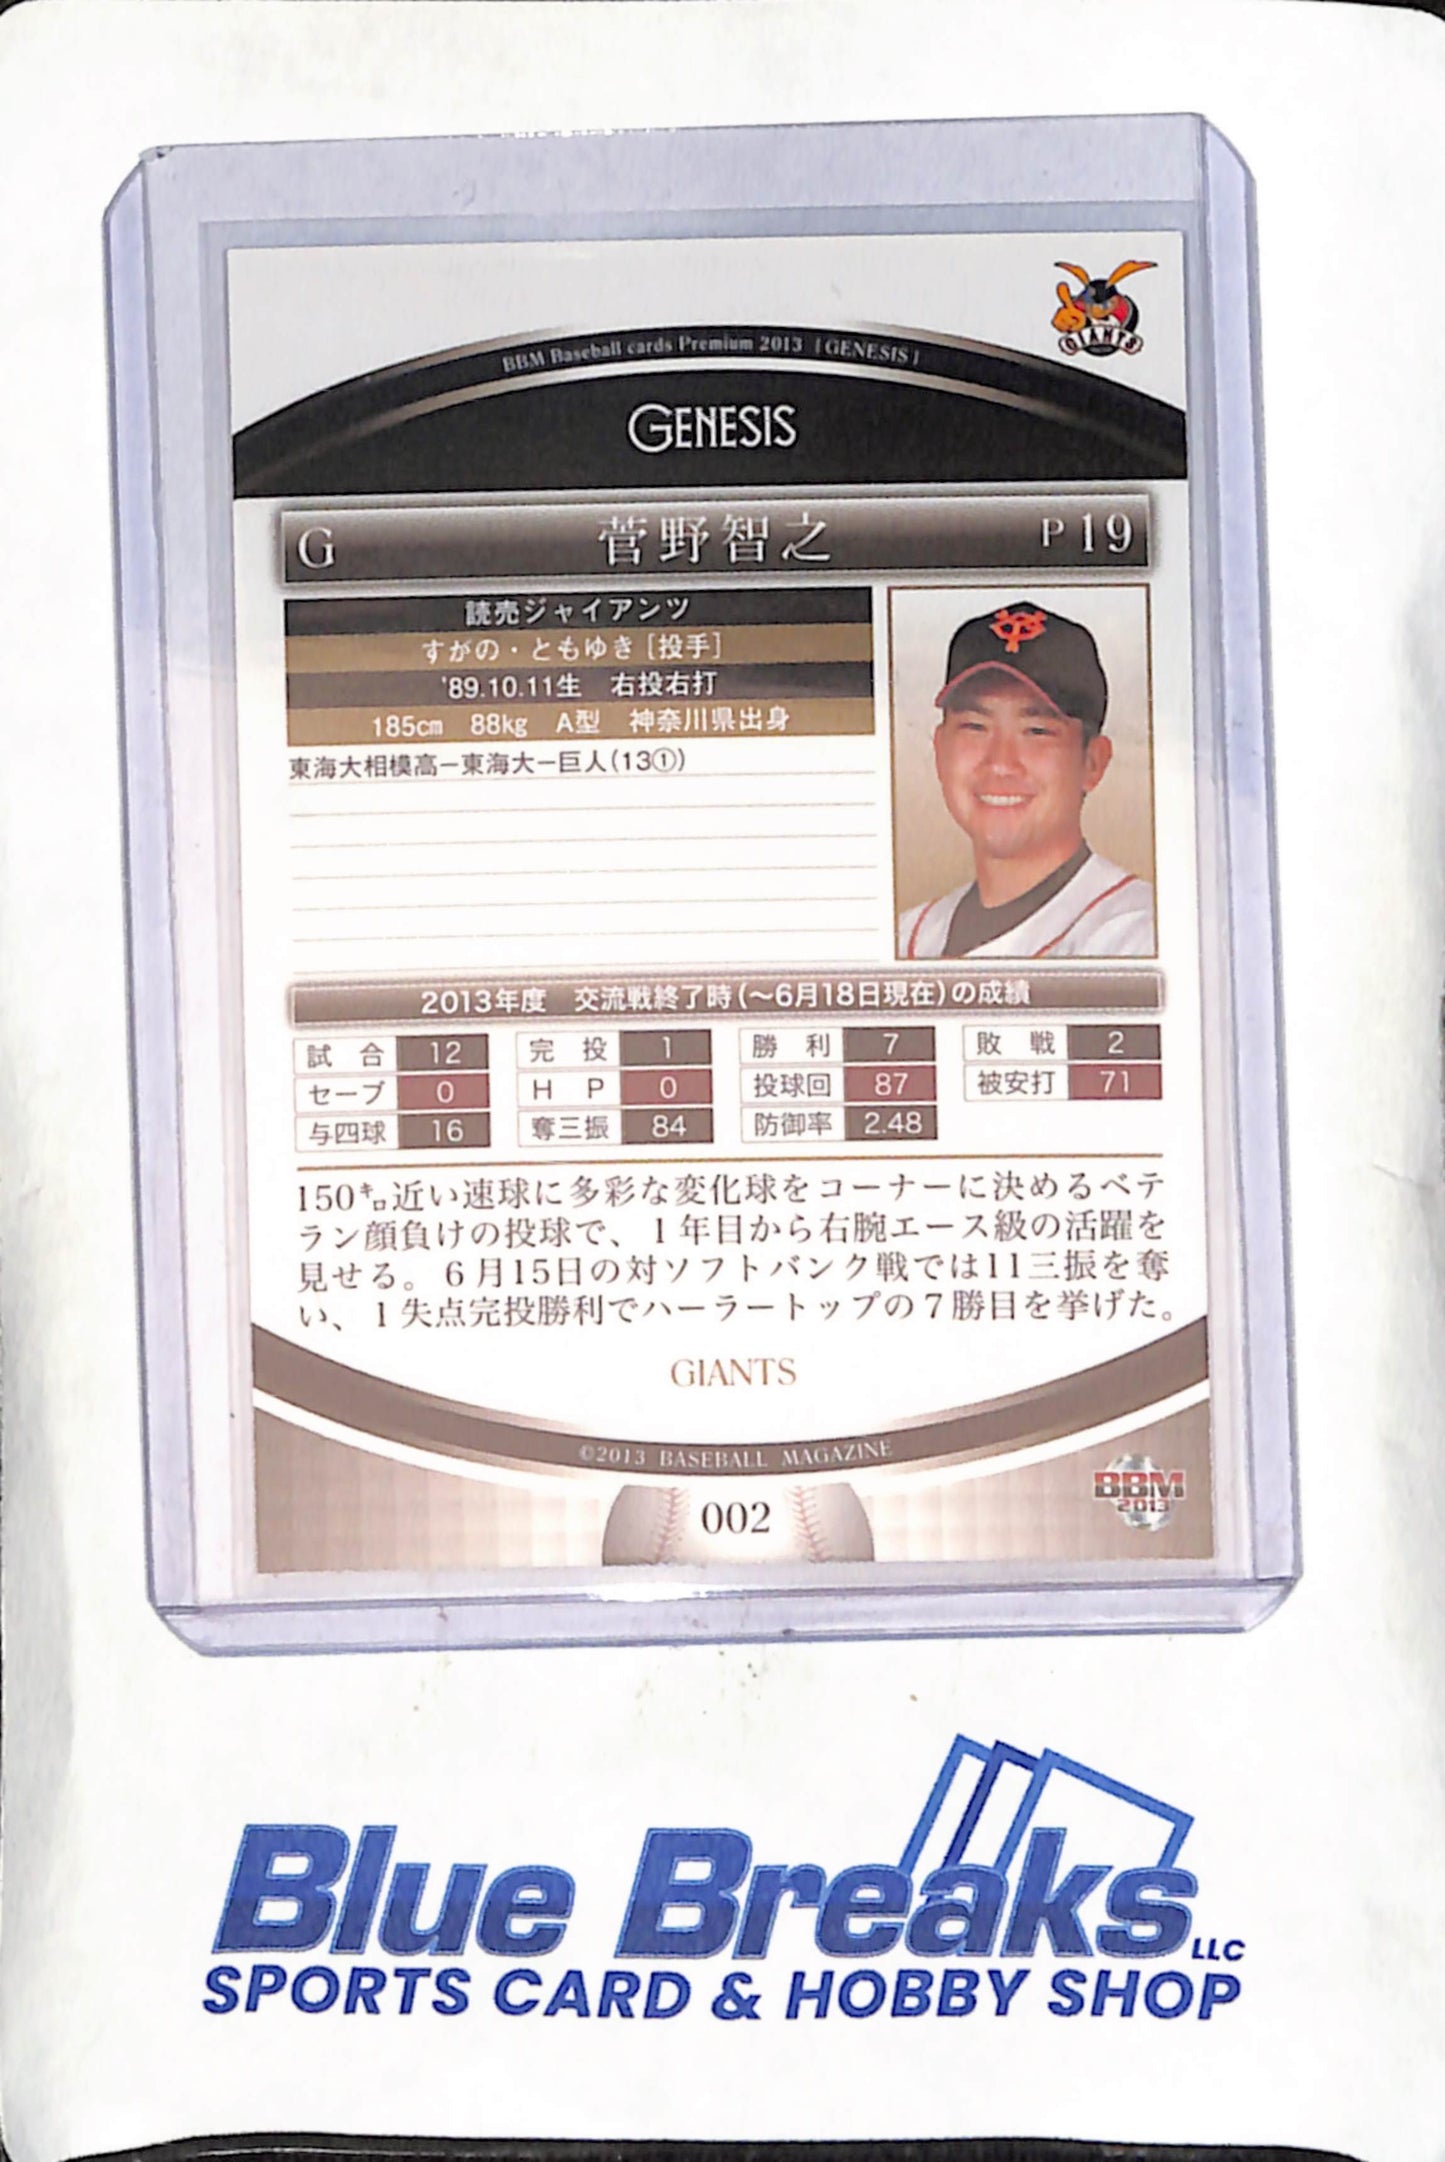 GIANTS
BBM Baseball cards Premium 2013 [GENESIS]
GENESIS
G 菅野智之 P 19
読売ジャイアンツ
すがの・ともゆき［投手］
'89.10.11生 右投右打
185cm 88kg A型 神奈川県出身
東海大相模高－東海大－巨人(13①)
2013年度 交流戦終了時(～6月18日現在)の成績
試合 12 完投 1 勝利 7 敗戦 2
セーブ 0 HP 0 投球回 87 被安打 71
与四球 16 奪三振 84 防御率 2.48
150㌔近い速球に多彩な変化球をコーナーに決めるベテ
ラン顔負けの投球で、1年目から右腕エース級の活躍を
見せる。6月15日の対ソフトバンク戦では11三振を奪
い、1失点完投勝利でハーラートップの7勝目を挙げた。
GIANTS
©2013 BASEBALL MAGAZINE
BBM
2013
002
Blue Breaks LLC
SPORTS CARD & HOBBY SHOP